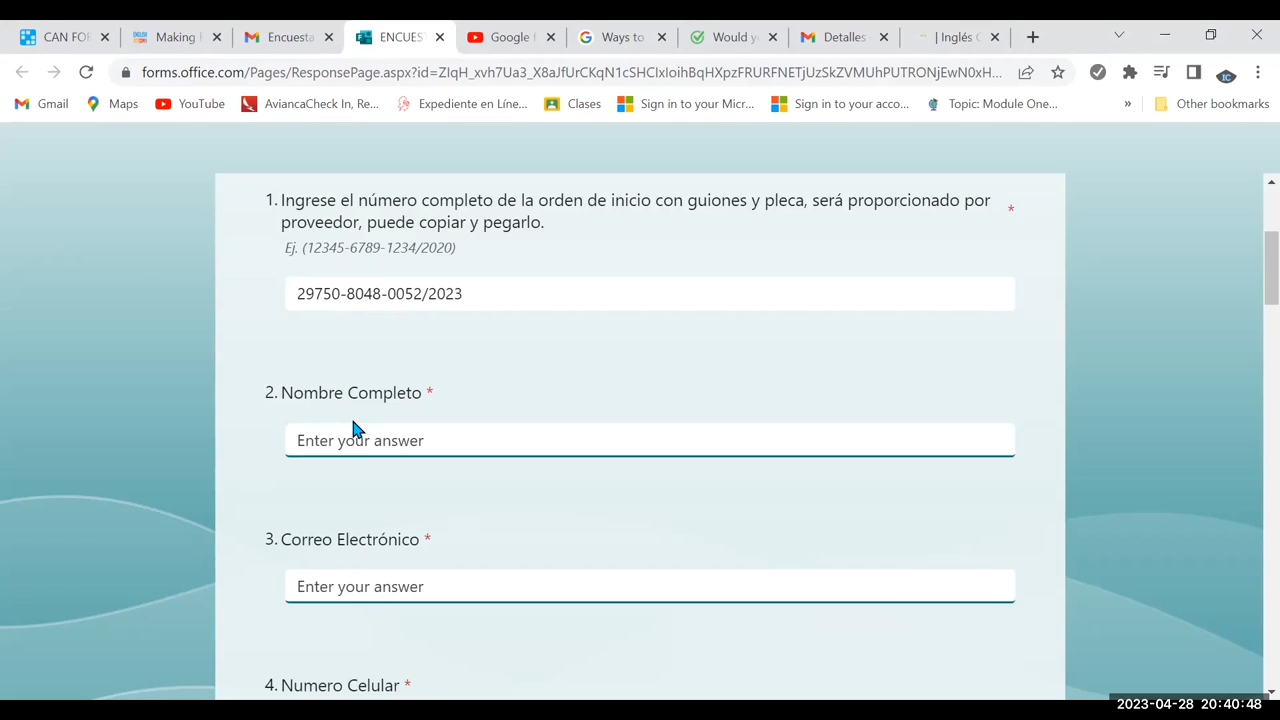 CAN FOR
Making
Encuesta
ENCUES
Google f
Ways to
Would y
Detalles
| Inglés C
forms.office.com/Pages/ResponsePage.aspx?id=
Gmail
Maps
YouTube
AviancaCheck In, Re...
Expediente en Líne...
Clases
Sign in to your Micr...
Sign in to your acco...
Topic: Module One...
»
Other bookmarks
1. Ingrese el número completo de la orden de inicio con guiones y pleca, será proporcionado por *
proveedor, puede copiar y pegarlo.
Ej. (12345-6789-1234/2020)
29750-8048-0052/2023
2. Nombre Completo *
Enter your answer
3. Correo Electrónico *
Enter your answer
4. Numero Celular *
2023-04-28 20:40:48